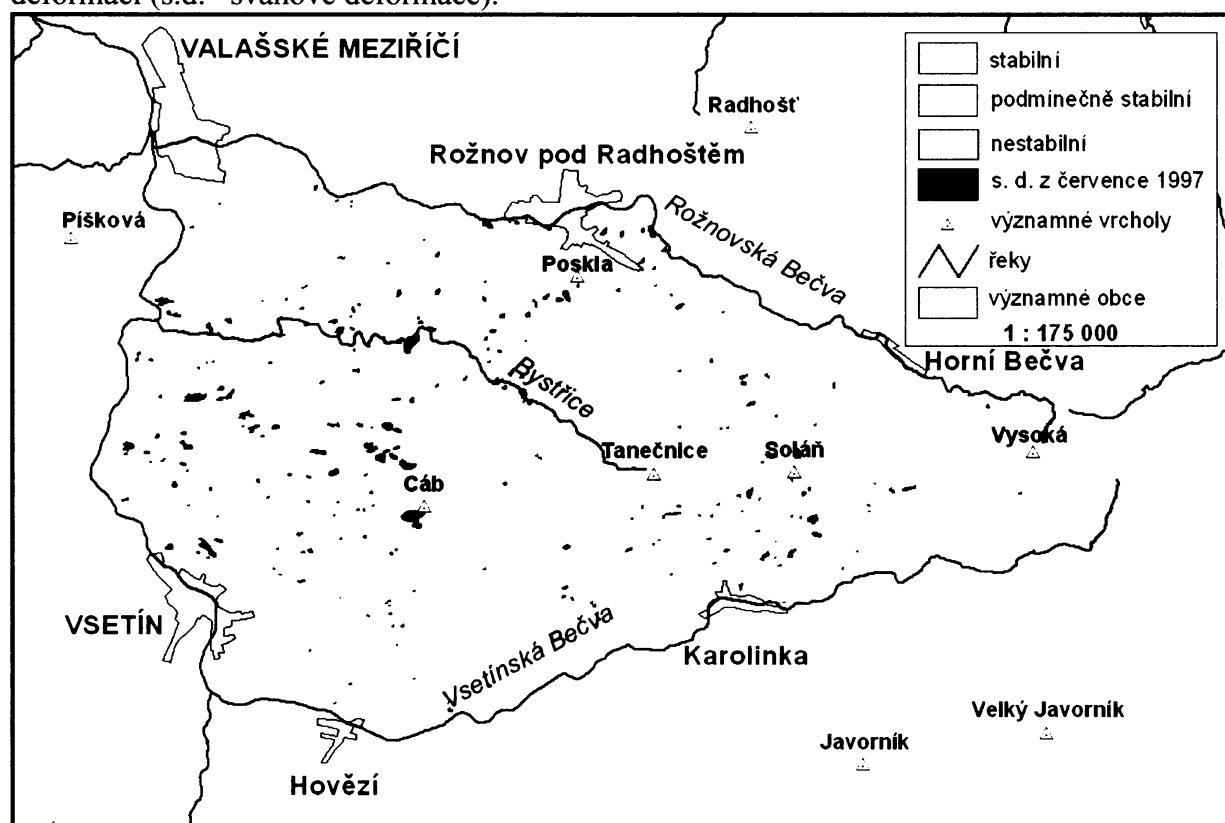 deformací (s.d. - svahové deformace).
VALAŠSKÉ MEZIŘÍČÍ
stabilní
podmínečně stabilní
nestabilní
s. d. z července 1997
významné vrcholy
řeky
významné obce
1 : 175 000
Radhošť
Rožnov pod Radhoštěm
Píšková
Rožnovská Bečva
Poskla
Horní Bečva
Bystřice
Vysoká
Tanečnice
Soláň
Cáb
VSETÍN
Vsetínská Bečva
Karolinka
Velký Javorník
Javorník
Hovězí